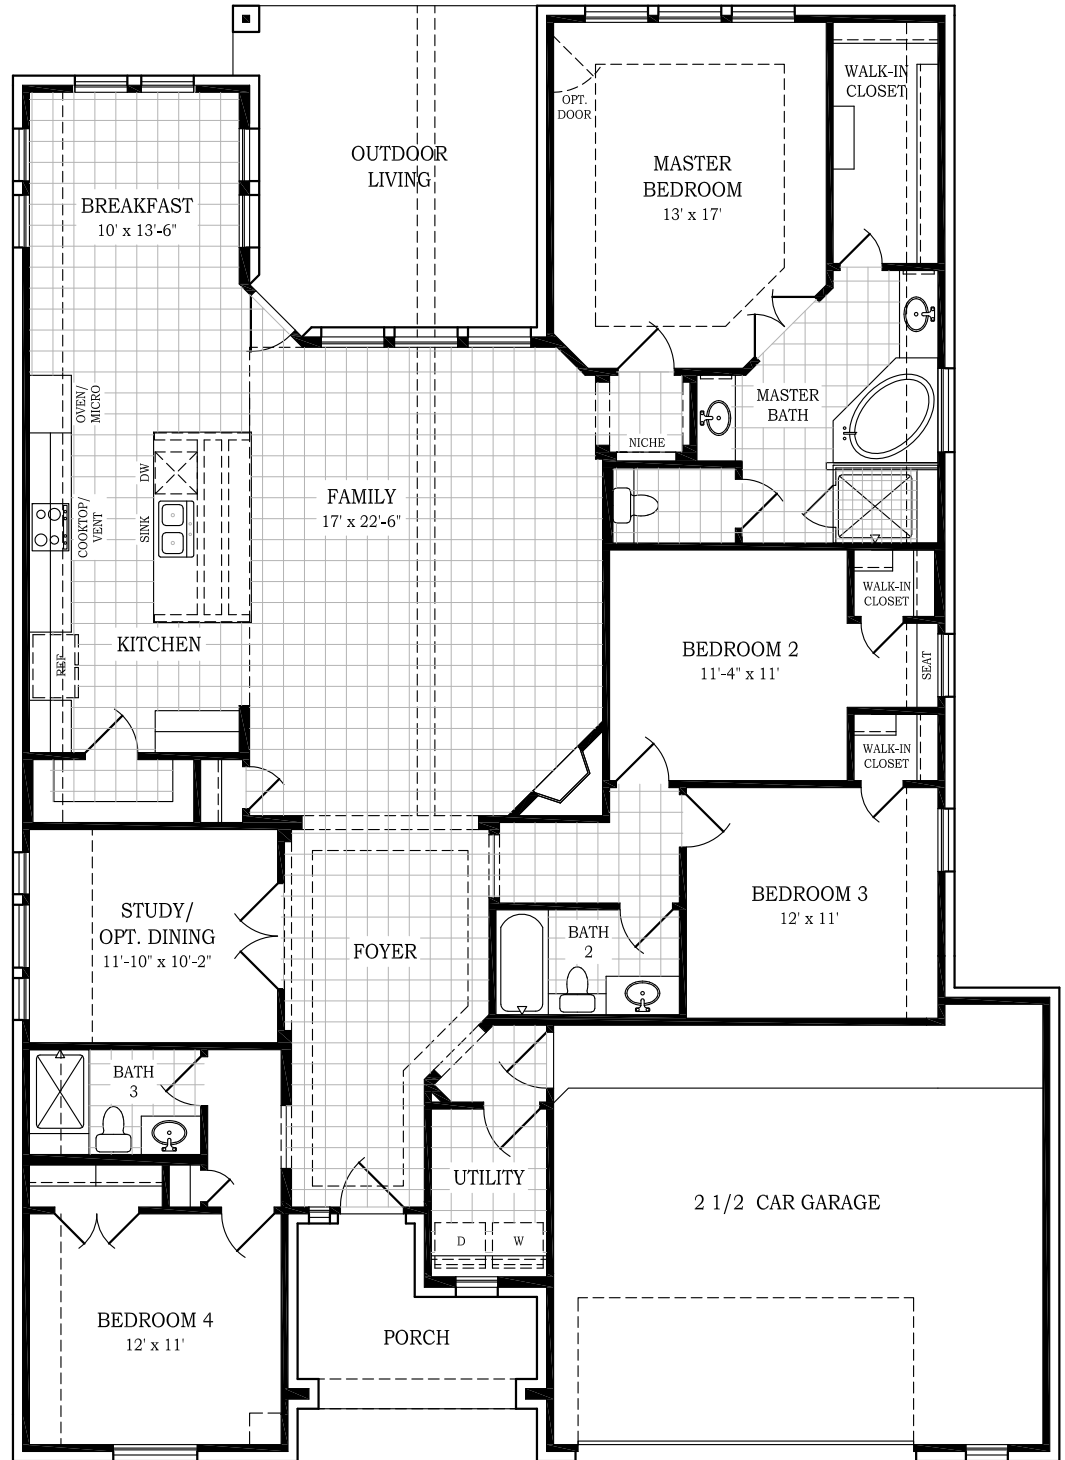 WALK-IN
CLOSET
OPT.
DOOR
OUTDOOR
LIVING
MASTER
BEDROOM
13' x 17'
BREAKFAST
10' x 13'-6"
OVEN/
MICRO
MASTER
BATH
NICHE
DW
FAMILY
17' x 22'-6"
COOKTOP/
VENT
SINK
WALK-IN
CLOSET
KITCHEN
BEDROOM 2
11'-4" x 11'
REF
SEAT
WALK-IN
CLOSET
BEDROOM 3
12' x 11'
STUDY/
OPT. DINING
11'-10" x 10'-2"
FOYER
BATH
2
BATH
3
UTILITY
2 1/2 CAR GARAGE
D
W
BEDROOM 4
12' x 11'
PORCH